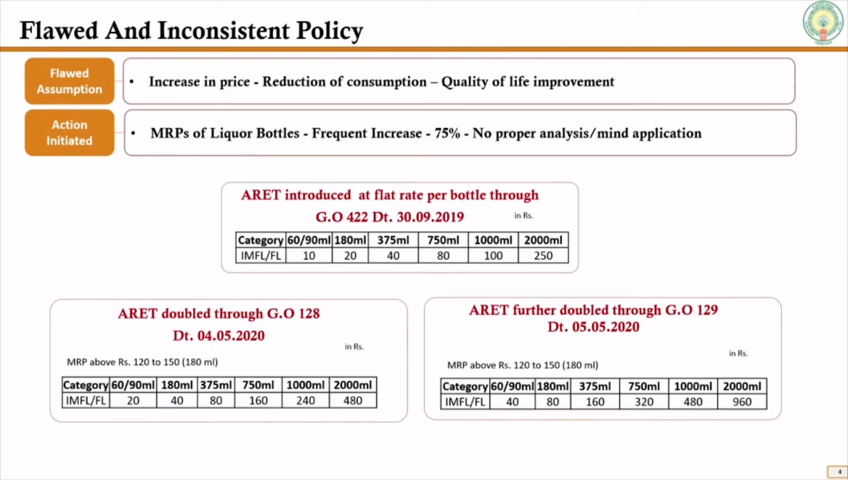 Flawed And Inconsistent Policy
Flawed
Assumption
• Increase in price - Reduction of consumption – Quality of life improvement
Action
Initiated
• MRPs of Liquor Bottles - Frequent Increase - 75% - No proper analysis/mind application
ARET introduced at flat rate per bottle through
G.O 422 Dt. 30.09.2019
in Rs.
Category 60/90ml 180ml 375ml 750ml 1000ml 2000ml
IMFL/FL 10 20 40 80 100 250
ARET doubled through G.O 128
Dt. 04.05.2020
in Rs.
MRP above Rs. 120 to 150 (180 ml)
Category 60/90ml 180ml 375ml 750ml 1000ml 2000ml
IMFL/FL 20 40 80 160 240 480
ARET further doubled through G.O 129
Dt. 05.05.2020
in Rs.
MRP above Rs. 120 to 150 (180 ml)
Category 60/90ml 180ml 375ml 750ml 1000ml 2000ml
IMFL/FL 40 80 160 320 480 960
4